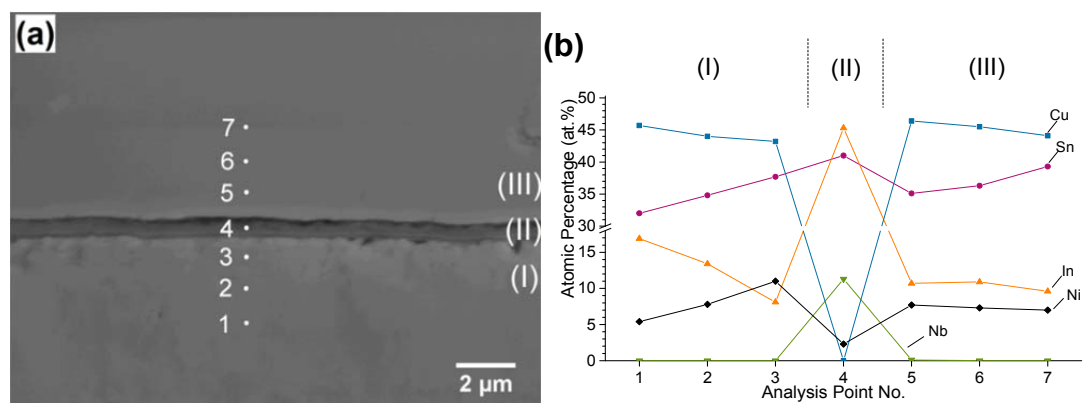 (a)
7
6
5
(III)
4
(II)
3
(I)
2
1
2 µm
(b)
(I)
(II)
(III)
Atomic Percentage (at.%)
50
45
40
35
30
15
10
5
0
Cu
Sn
In
Ni
Nb
1 2 3 4 5 6 7
Analysis Point No.